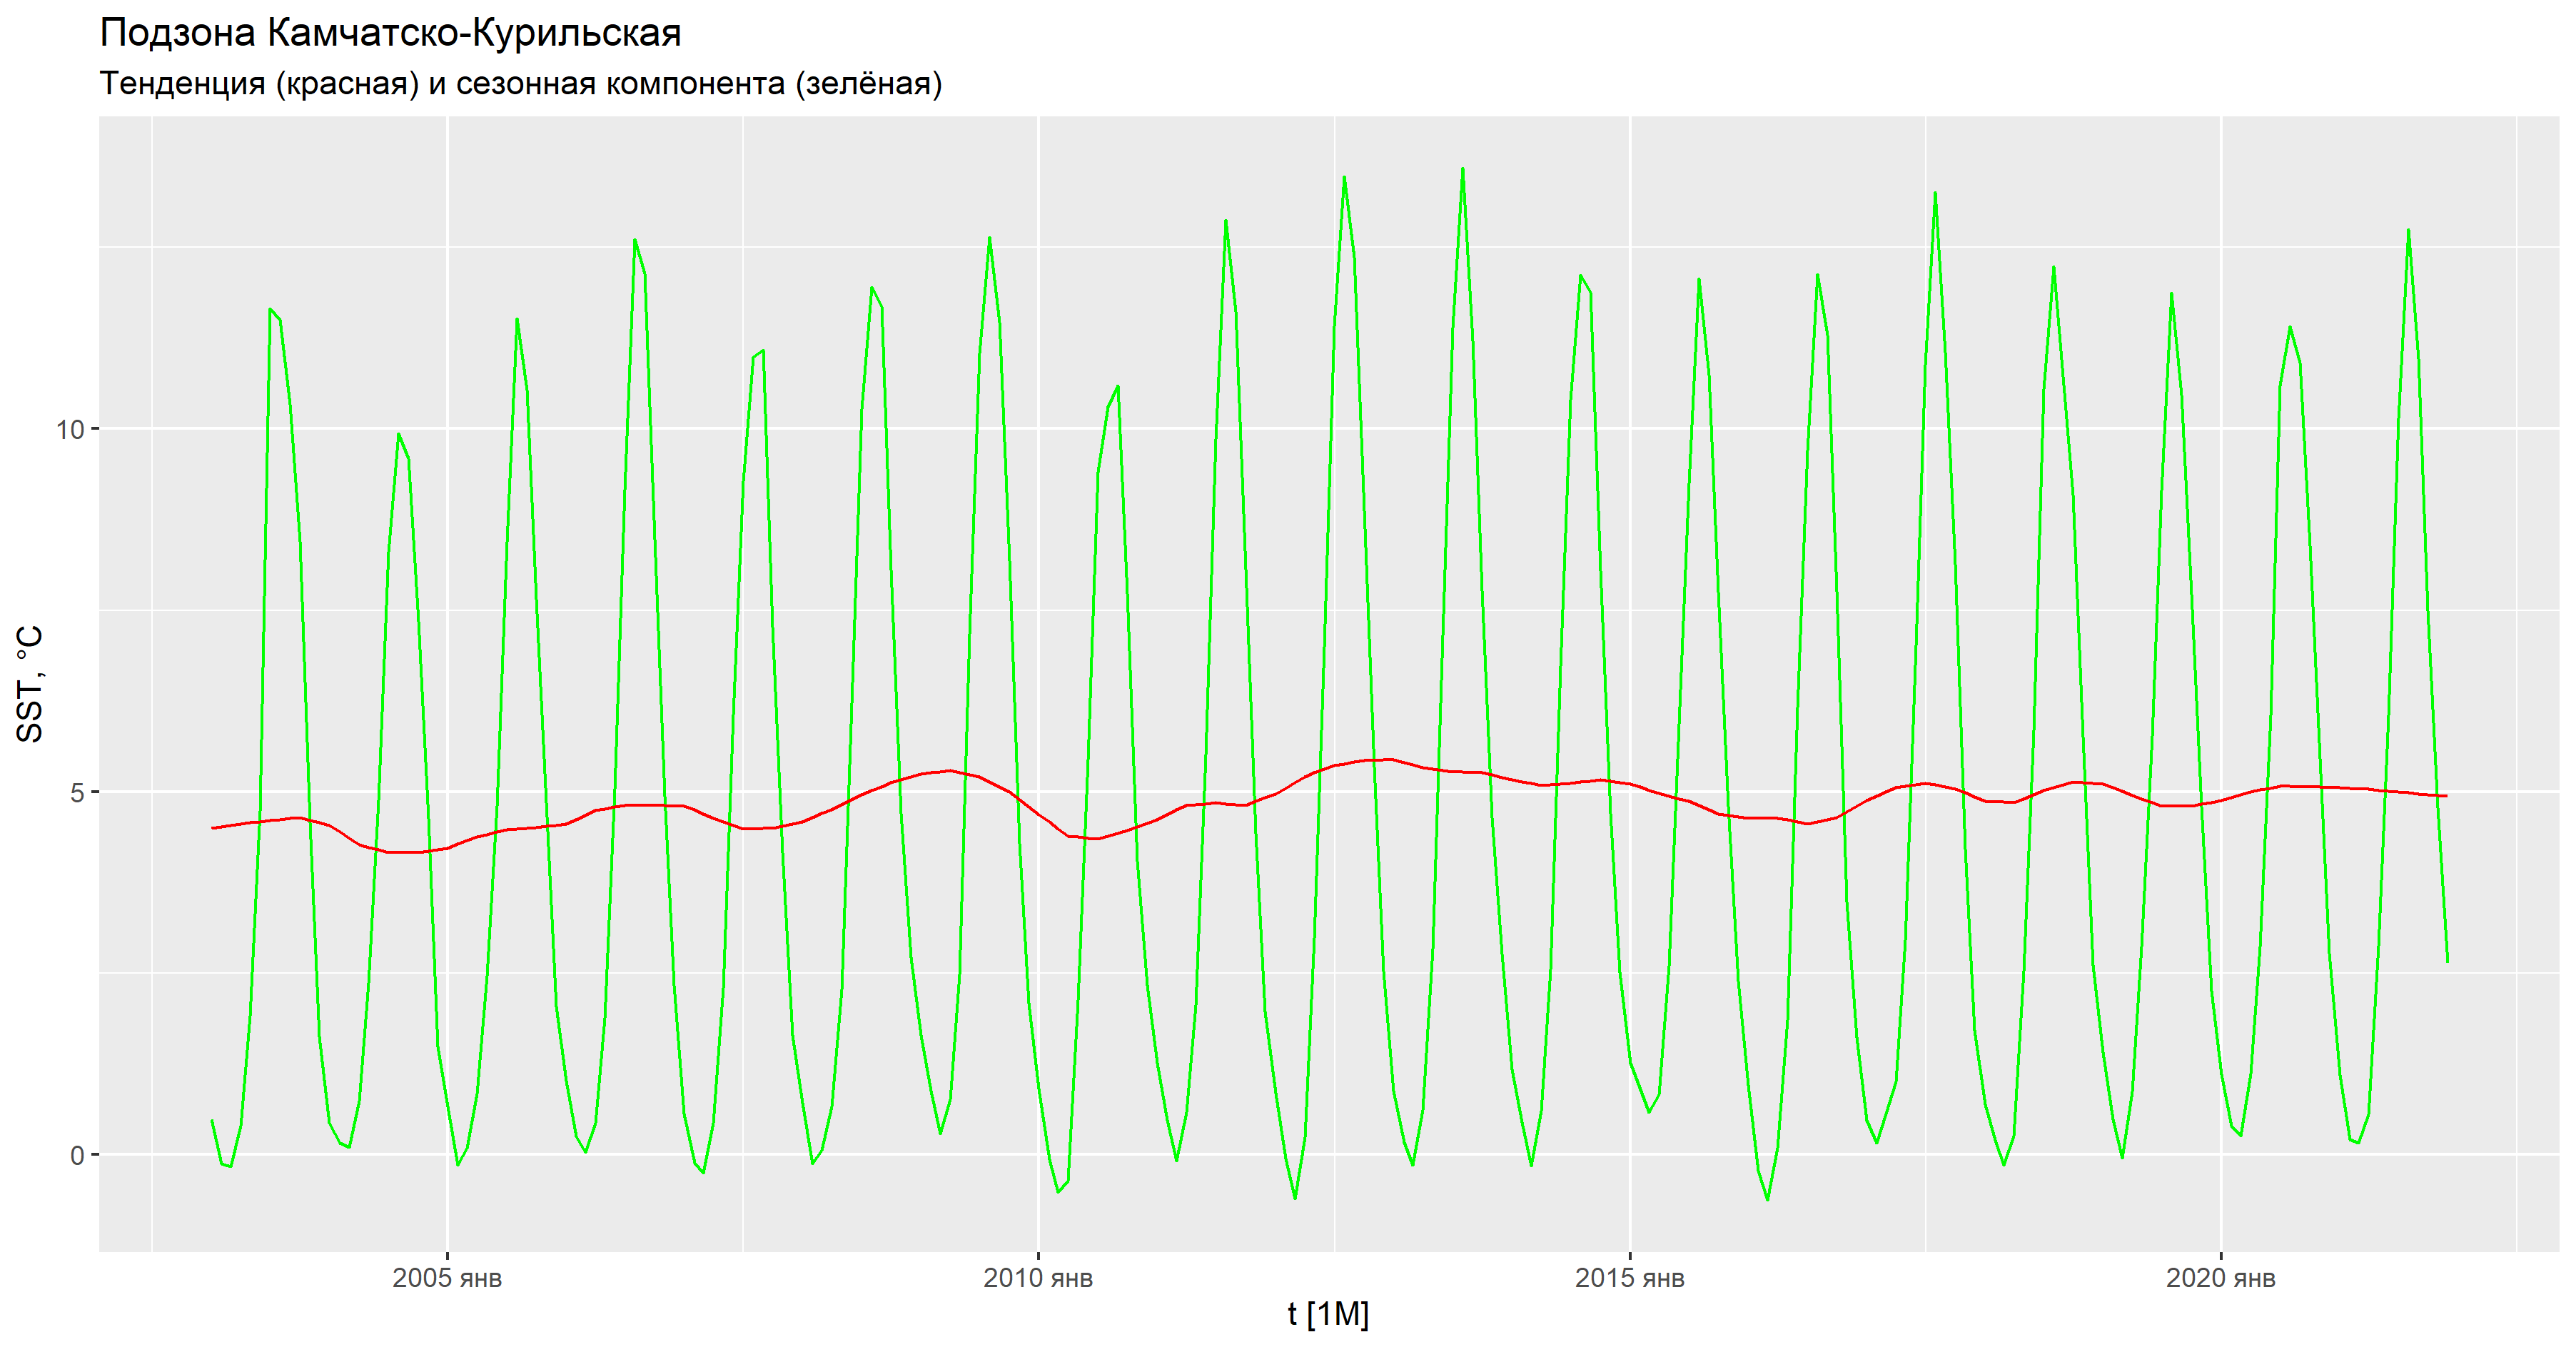 Подзона Камчатско-Курильская
Тенденция (красная) и сезонная компонента (зелёная)
SST, °C
10
5
0
2005 янв
2010 янв
2015 янв
2020 янв
t [1M]